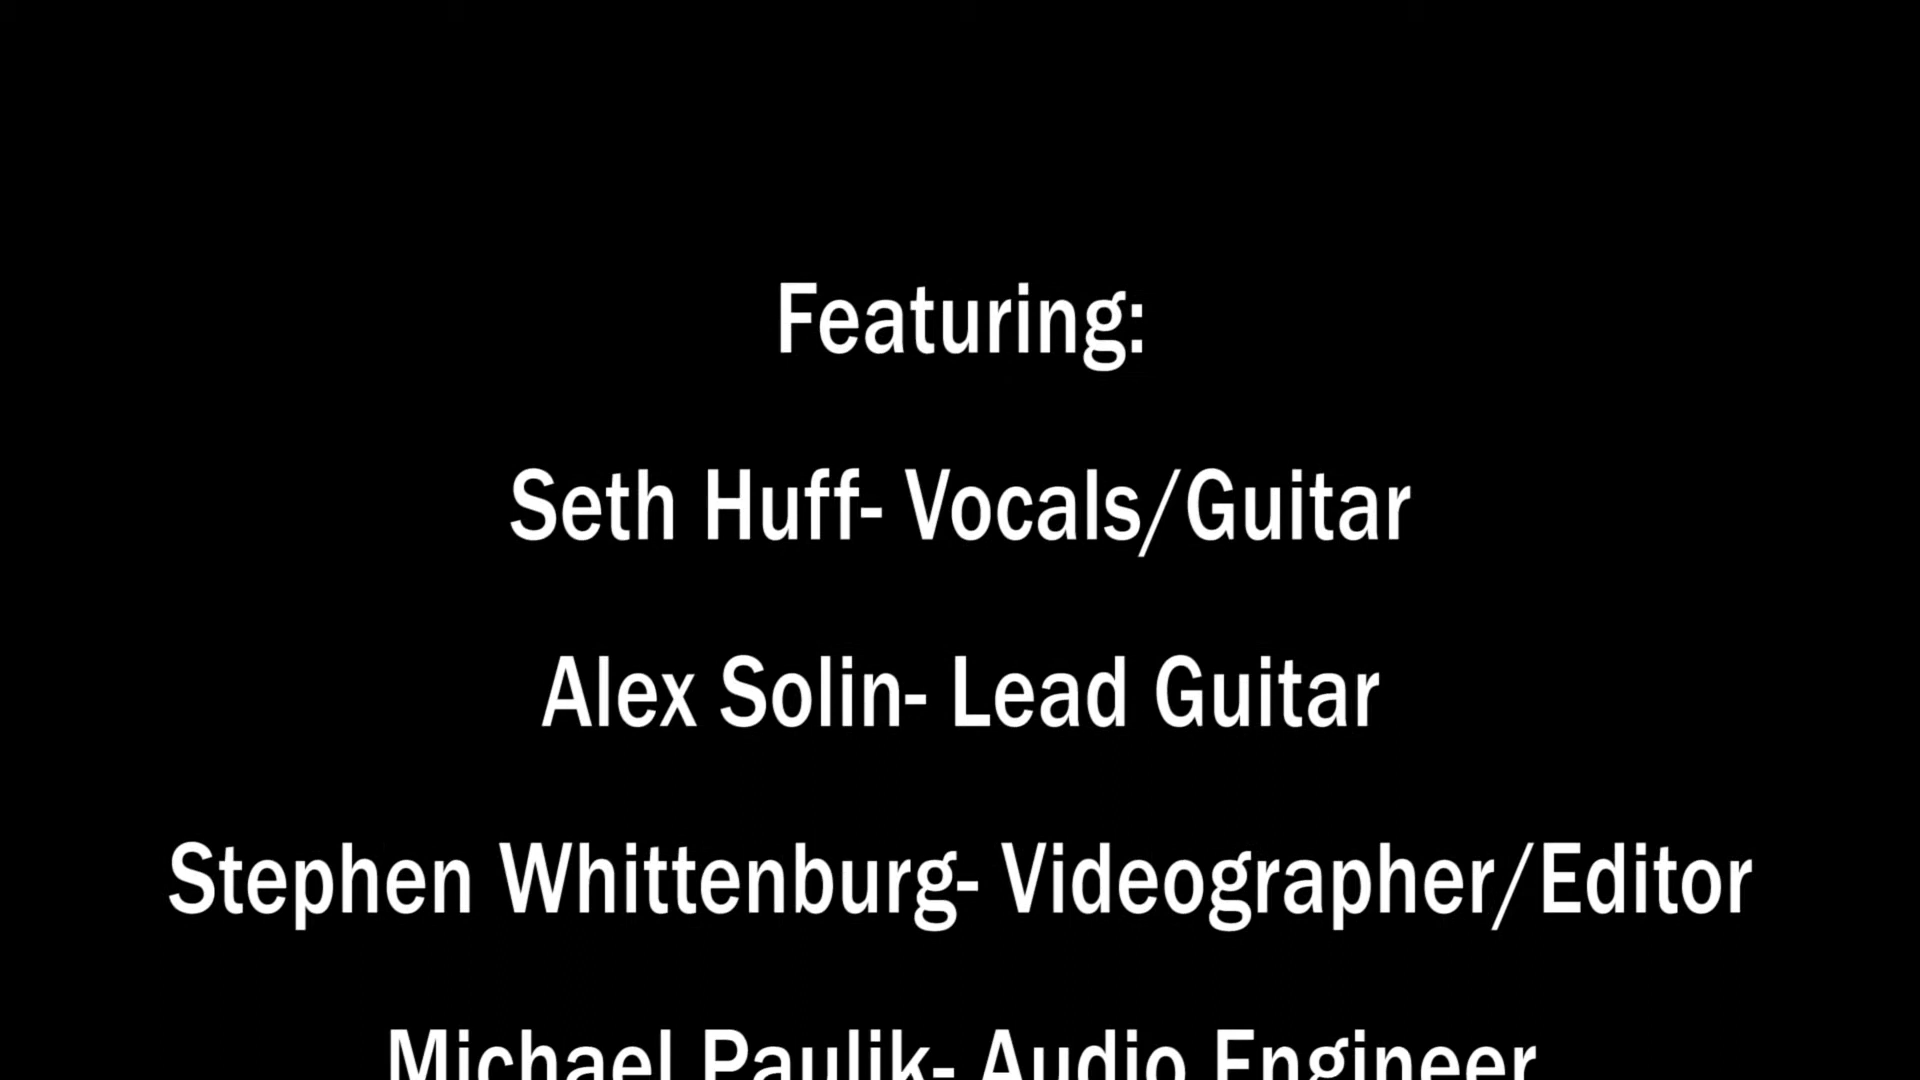 Featuring:
Seth Huff- Vocals/Guitar
Alex Solin- Lead Guitar
Stephen Whittenburg- Videographer/Editor
Michael Paulik- Audio Engineer